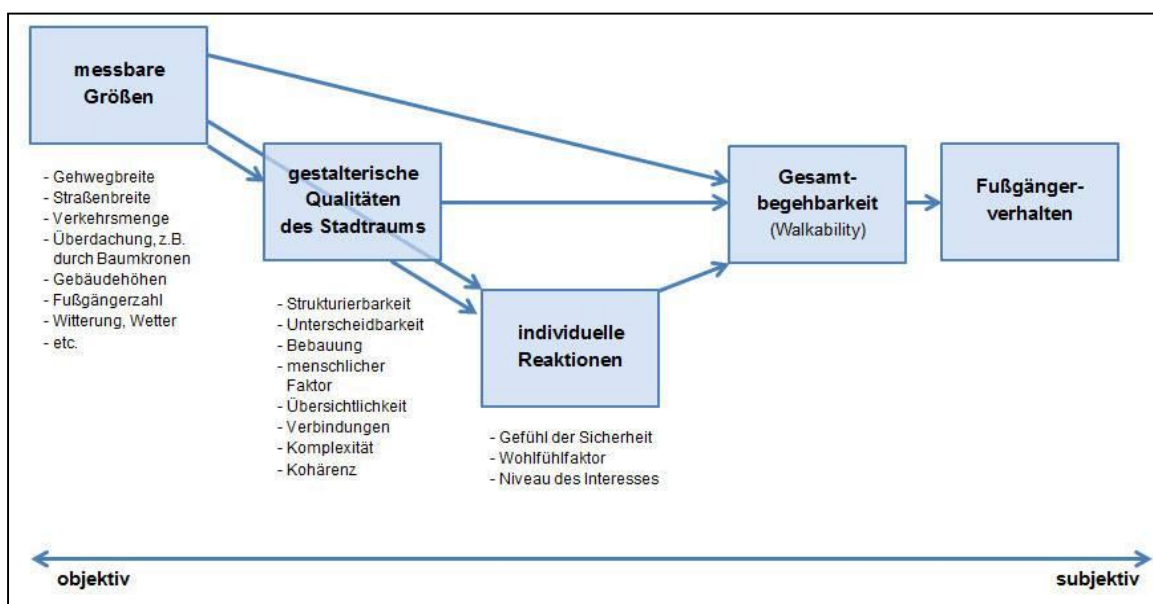 messbare
Größen
- Gehwegbreite
- Straßenbreite
- Verkehrsmenge
- Überdachung, z.B.
durch Baumkronen
- Gebäudehöhen
- Fußgängerzahl
- Witterung, Wetter
- etc.
gestalterische
Qualitäten
des Stadtraums
- Strukturierbarkeit
- Unterscheidbarkeit
- Bebauung
- menschlicher
Faktor
- Übersichtlichkeit
- Verbindungen
- Komplexität
- Kohärenz
individuelle
Reaktionen
- Gefühl der Sicherheit
- Wohlfühlfaktor
- Niveau des Interesses
Gesamt-
begehbarkeit
(Walkability)
Fußgänger-
verhalten
objektiv
subjektiv